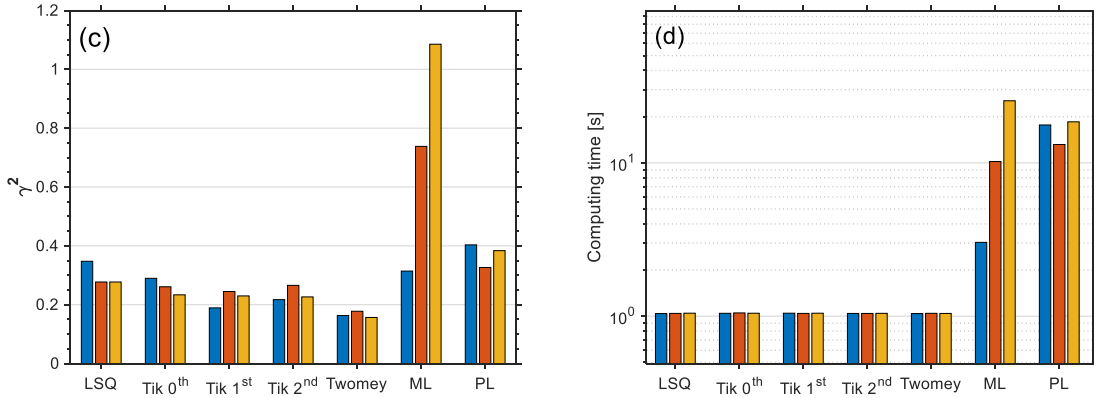 (c)
1.2
1
0.8
0.6
0.4
0.2
0
γ²
LSQ Tik 0th Tik 1st Tik 2nd Twomey ML PL
(d)
10¹
10⁰
Computing time [s]
LSQ Tik 0th Tik 1st Tik 2nd Twomey ML PL